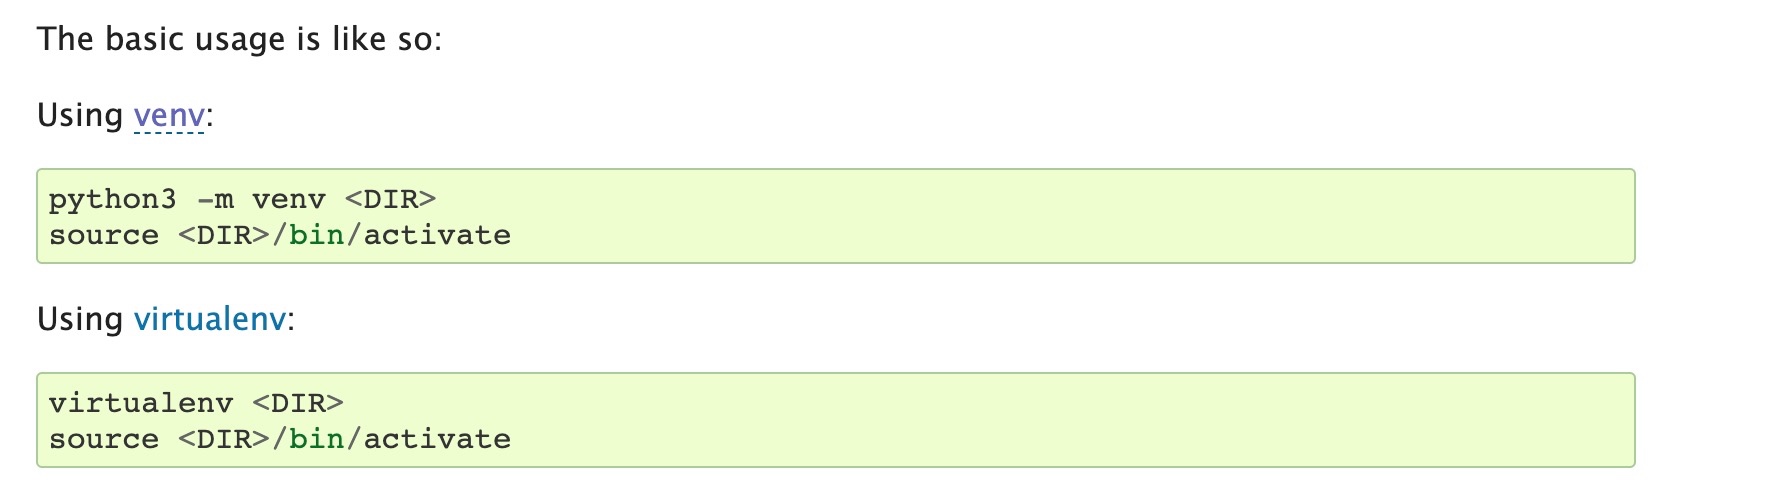 The basic usage is like so:
Using venv:
python3 -m venv <DIR>
source <DIR>/bin/activate
Using virtualenv:
virtualenv <DIR>
source <DIR>/bin/activate